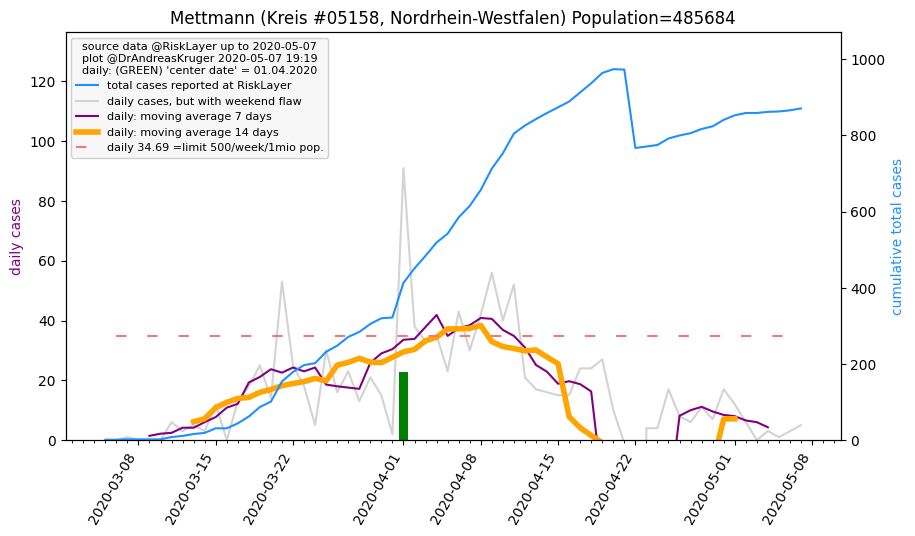 Mettmann (Kreis #05158, Nordrhein-Westfalen) Population=485684
source data @RiskLayer up to 2020-05-07
plot @DrAndreasKruger 2020-05-07 19:19
daily: (GREEN) 'center date' = 01.04.2020
total cases reported at RiskLayer
daily cases, but with weekend flaw
daily: moving average 7 days
daily: moving average 14 days
daily 34.69 =limit 500/week/1mio pop.
daily cases
120
100
80
60
40
20
0
cumulative total cases
1000
800
600
400
200
0
2020-03-08
2020-03-15
2020-03-22
2020-04-01
2020-04-08
2020-04-15
2020-04-22
2020-05-01
2020-05-08